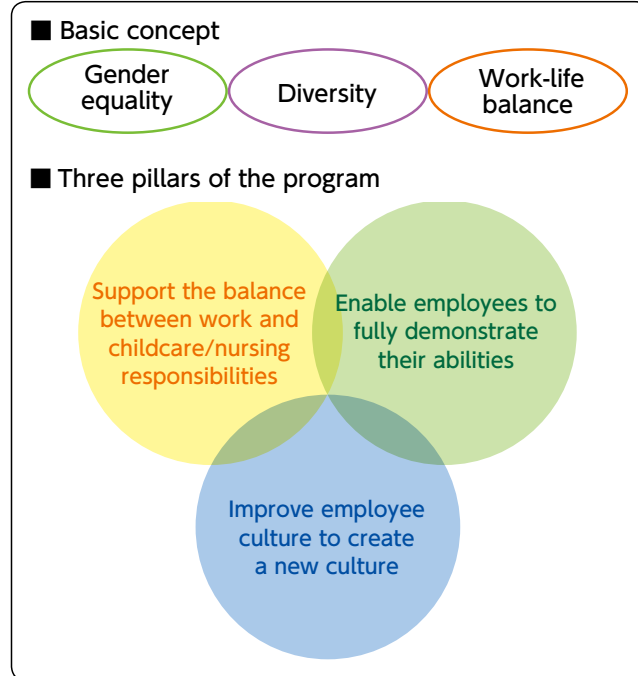 ■ Basic concept
Gender
equality
Diversity
Work-life
balance
■ Three pillars of the program
Support the balance
between work and
childcare/nursing
responsibilities
Enable employees to
fully demonstrate
their abilities
Improve employee
culture to create
a new culture